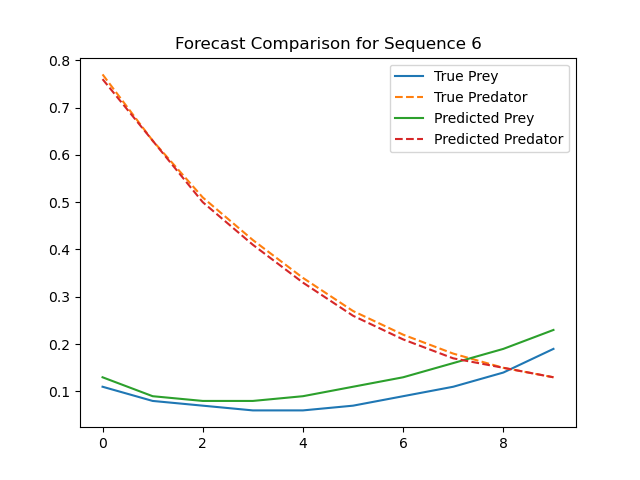 Forecast Comparison for Sequence 6
True Prey
True Predator
Predicted Prey
Predicted Predator
0.8
0.7
0.6
0.5
0.4
0.3
0.2
0.1
0 2 4 6 8